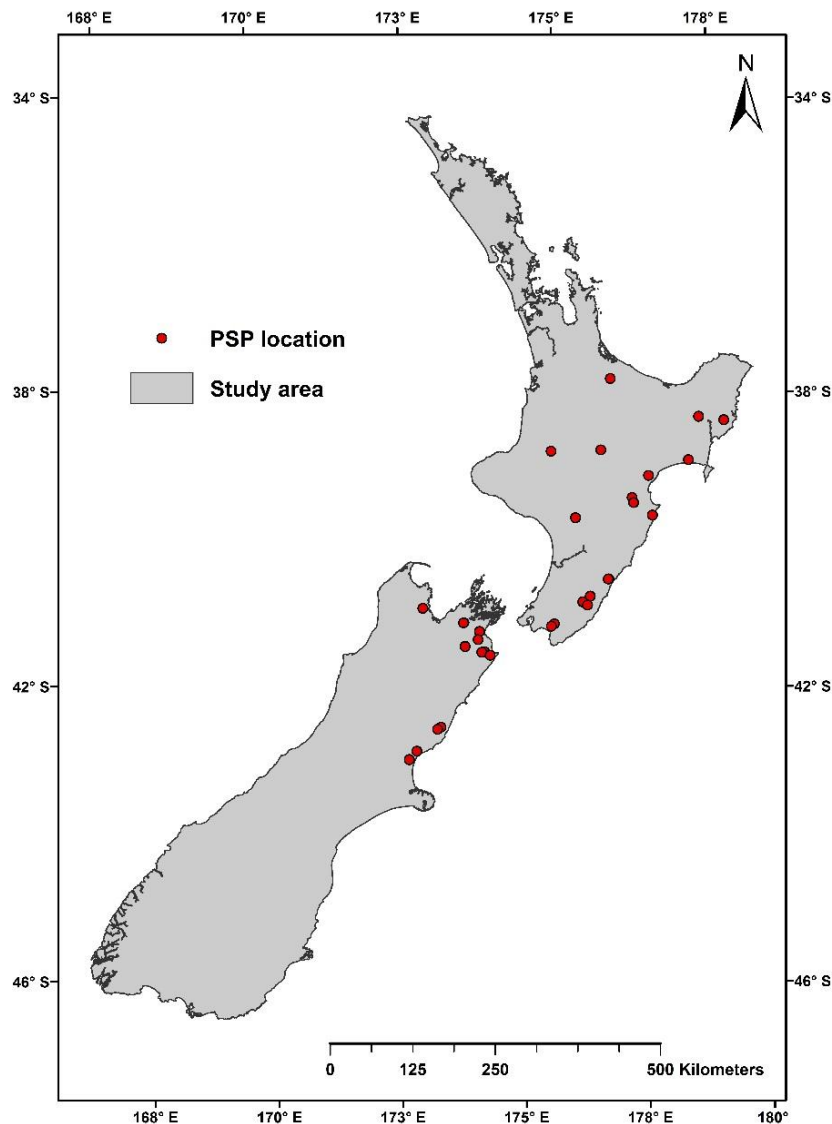 168° E 170° E 173° E 175° E 178° E
N
34° S 34° S
PSP location
38° S Study area 38° S
42° S 42° S
46° S 46° S
0 125 250 500 Kilometers
168° E 170° E 173° E 175° E 178° E 180°